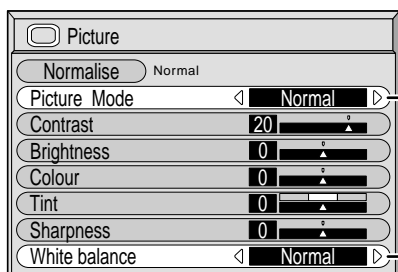 Picture
Normalise Normal
Picture Mode Normal
Contrast 20
Brightness 0
Colour 0
Tint 0
Sharpness 0
White balance Normal